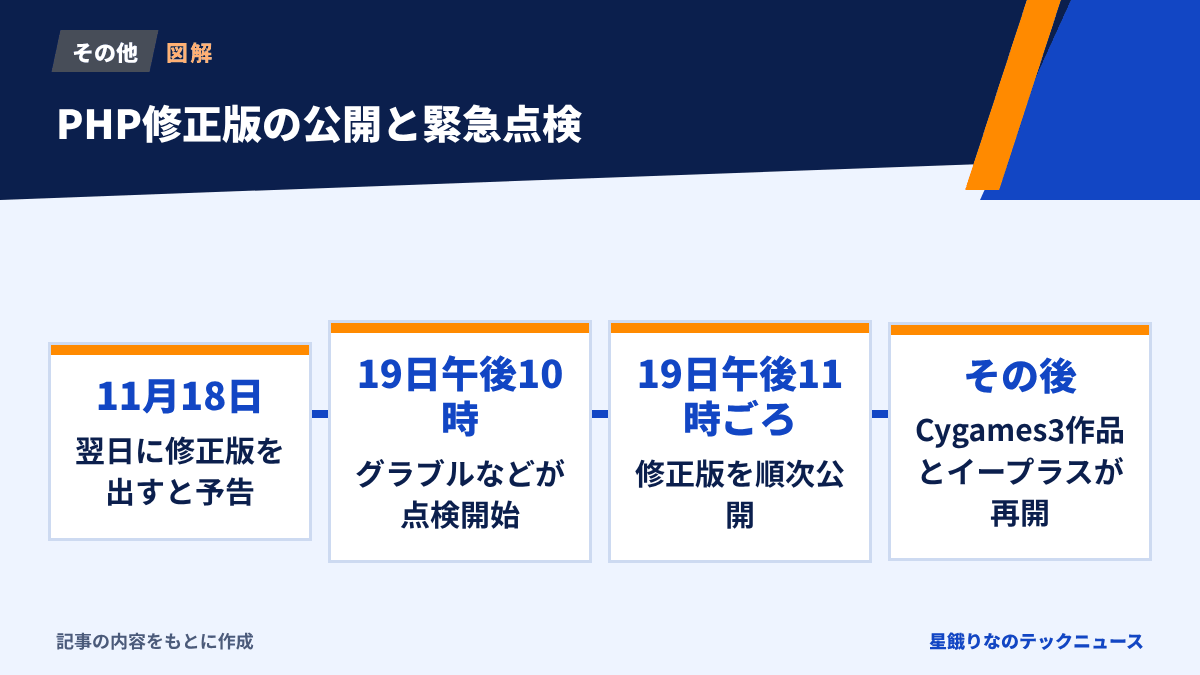 その他 図解
PHP修正版の公開と緊急点検
11月18日
翌日に修正版を
出すと予告
19日午後10
時
グラブルなどが
点検開始
19日午後11
時ごろ
修正版を順次公
開
その後
Cygames3作品
とイープラスが
再開
記事の内容をもとに作成
星餓りなのテックニュース